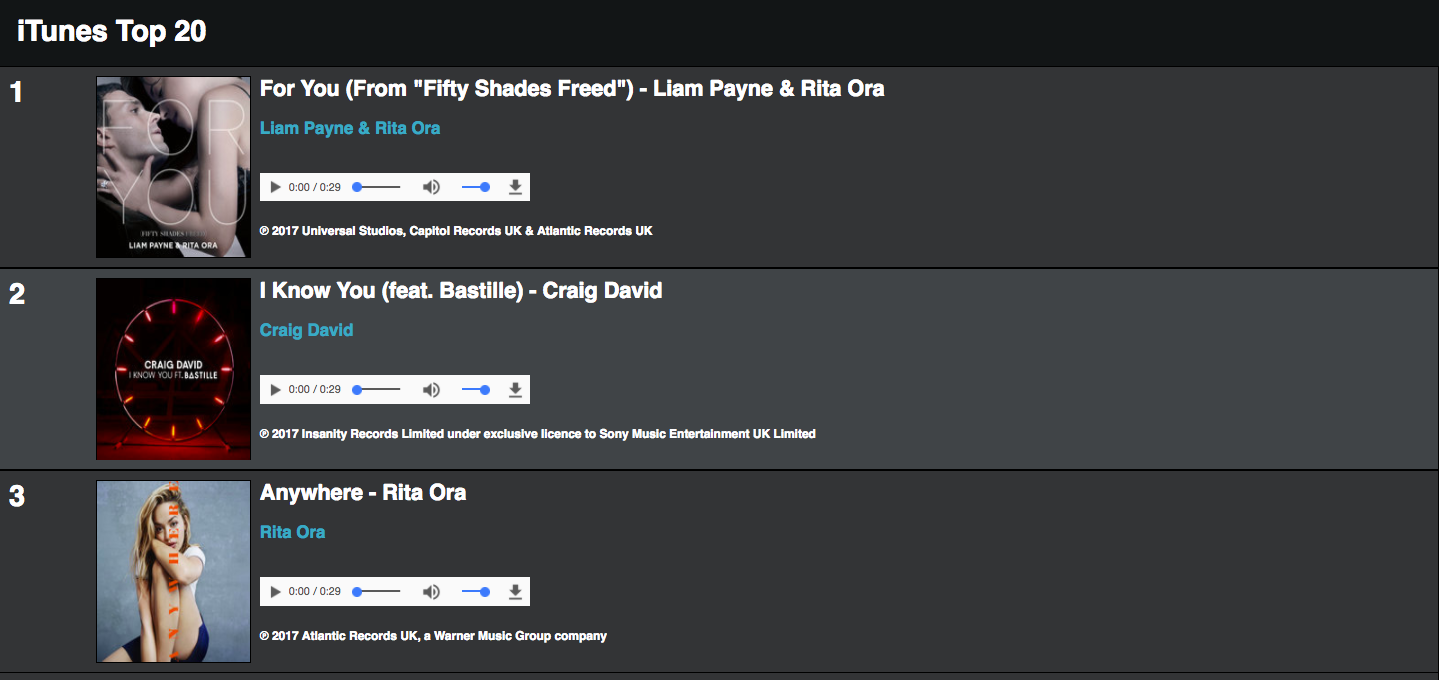 iTunes Top 20
1
For You (From "Fifty Shades Freed") - Liam Payne & Rita Ora
Liam Payne & Rita Ora
FOR
YOU
FIFTY SHADES FREED
LIAM PAYNE & RITA ORA
0:00 / 0:29
℗ 2017 Universal Studios, Capitol Records UK & Atlantic Records UK
2
I Know You (feat. Bastille) - Craig David
Craig David
CRAIG DAVID
I KNOW YOU FT. BΔSTILLE
0:00 / 0:29
℗ 2017 Insanity Records Limited under exclusive licence to Sony Music Entertainment UK Limited
3
Anywhere - Rita Ora
Rita Ora
ANYWHERE
0:00 / 0:29
℗ 2017 Atlantic Records UK, a Warner Music Group company